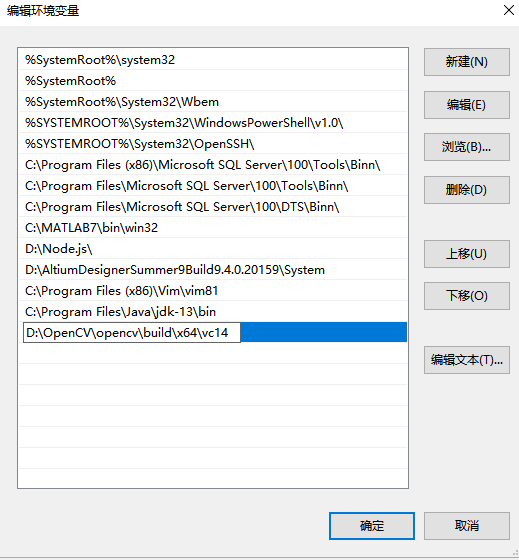 编辑环境变量
%SystemRoot%\system32
%SystemRoot%
%SystemRoot%\System32\Wbem
%SYSTEMROOT%\System32\WindowsPowerShell\v1.0\
%SYSTEMROOT%\System32\OpenSSH\
C:\Program Files (x86)\Microsoft SQL Server\100\Tools\Binn\
C:\Program Files\Microsoft SQL Server\100\Tools\Binn\
C:\Program Files\Microsoft SQL Server\100\DTS\Binn\
C:\MATLAB7\bin\win32
D:\Node.js\
D:\AltiumDesignerSummer9Build9.4.0.20159\System
C:\Program Files (x86)\Vim\vim81
C:\Program Files\Java\jdk-13\bin
D:\OpenCV\opencv\build\x64\vc14
新建(N)
编辑(E)
浏览(B)...
删除(D)
上移(U)
下移(O)
编辑文本(T)...
确定
取消